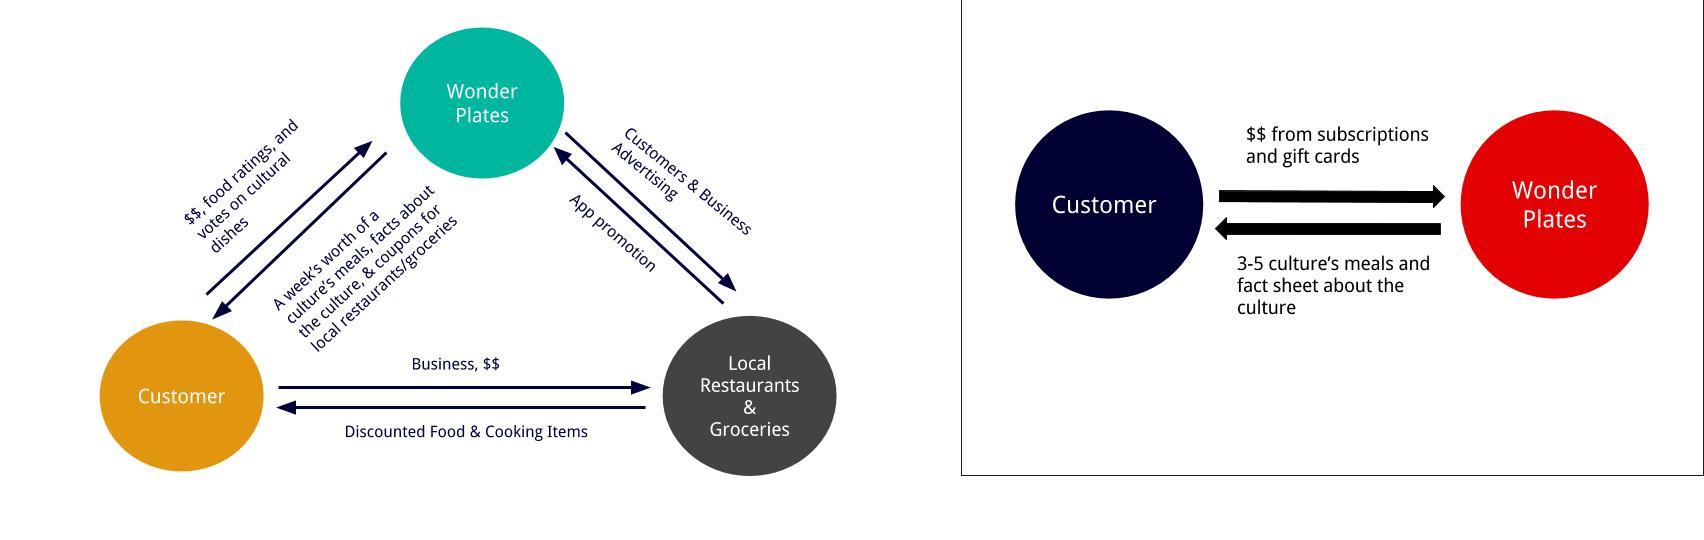 Wonder
Plates
$$, food ratings, and
votes on cultural
dishes
A week's worth of a
culture's meals, facts about
the culture, & coupons for
local restaurants/groceries
Customers & Business
Advertising
App promotion
Customer
Business, $$
Discounted Food & Cooking Items
Local
Restaurants
&
Groceries
Customer
$$ from subscriptions
and gift cards
3-5 culture’s meals and
fact sheet about the
culture
Wonder
Plates